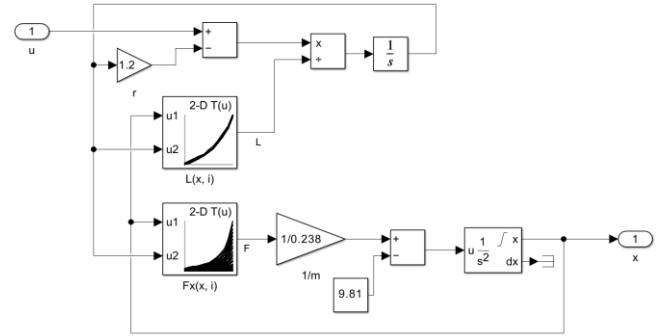 1
u
+
−
1.2
r
x
÷
1
s
2-D T(u)
u1
u2
L
L(x, i)
2-D T(u)
u1
u2
F
Fx(x, i)
1/0.238
1/m
+
−
9.81
u 1 x
s² dx
1
x